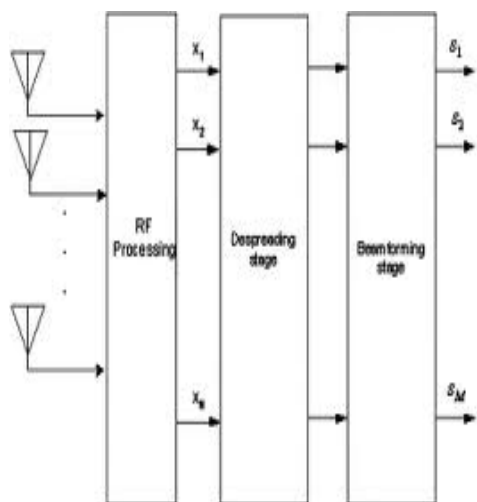 X1
S1
X2
S2
RF
Processing
Despreading
stage
Beamforming
stage
XN
SM